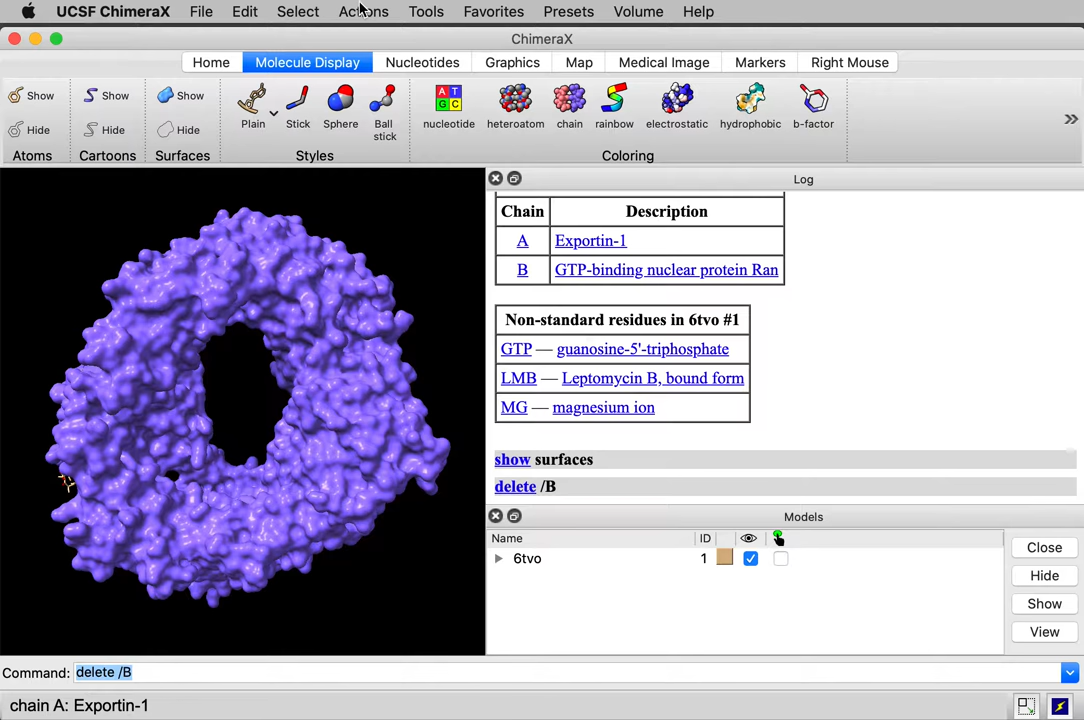 UCSF ChimeraX File Edit Select Actions Tools Favorites Presets Volume Help
ChimeraX
Home Molecule Display Nucleotides Graphics Map Medical Image Markers Right Mouse
Show Show Show
Hide Hide Hide
Plain Stick Sphere Ball stick nucleotide heteroatom chain rainbow electrostatic hydrophobic b-factor
A T
G C
Atoms Cartoons Surfaces Styles Coloring
»
Log
Chain Description
A Exportin-1
B GTP-binding nuclear protein Ran
Non-standard residues in 6tvo #1
GTP — guanosine-5'-triphosphate
LMB — Leptomycin B, bound form
MG — magnesium ion
show surfaces
delete /B
Models
Name ID
6tvo 1
Close
Hide
Show
View
Command: delete /B
chain A: Exportin-1